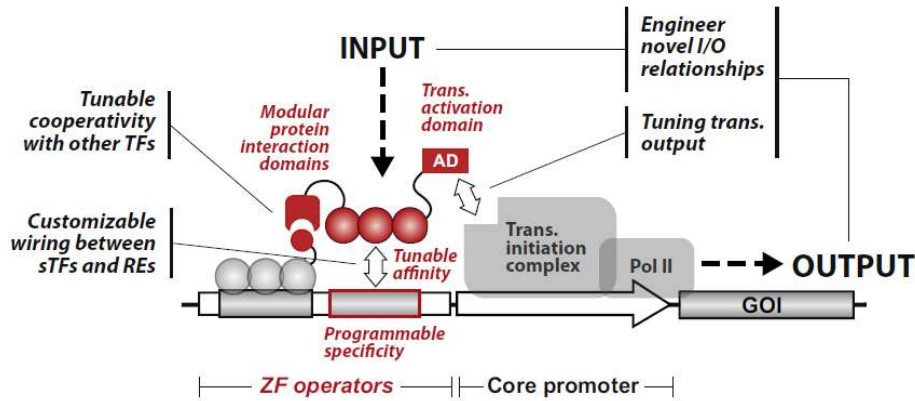 INPUT
Engineer
novel I/O
relationships
Tunable
cooperativity
with other TFs
Modular
protein
interaction
domains
Trans.
activation
domain
Tuning trans.
output
AD
Customizable
wiring between
sTFs and REs
Tunable
affinity
Trans.
initiation
complex
Pol II
OUTPUT
GOI
Programmable
specificity
ZF operators
Core promoter